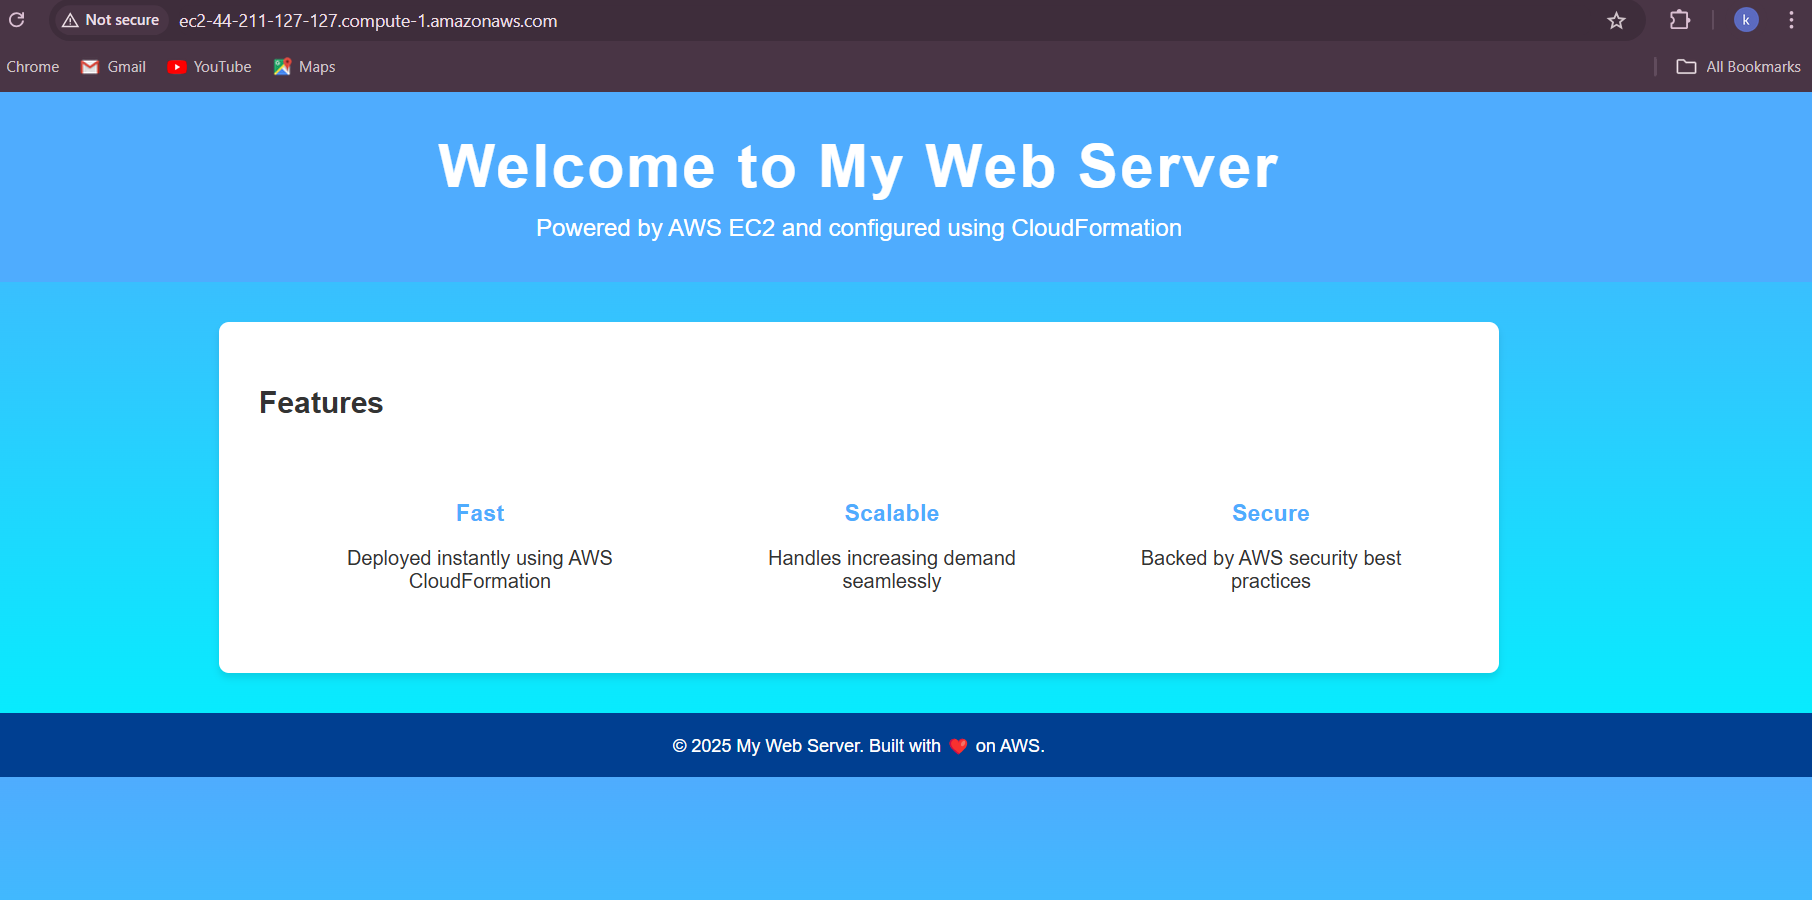 Not secure
ec2-44-211-127-127.compute-1.amazonaws.com
k
Chrome
Gmail
YouTube
Maps
All Bookmarks
Welcome to My Web Server
Powered by AWS EC2 and configured using CloudFormation
Features
Fast
Deployed instantly using AWS
CloudFormation
Scalable
Handles increasing demand
seamlessly
Secure
Backed by AWS security best
practices
© 2025 My Web Server. Built with ❤️ on AWS.